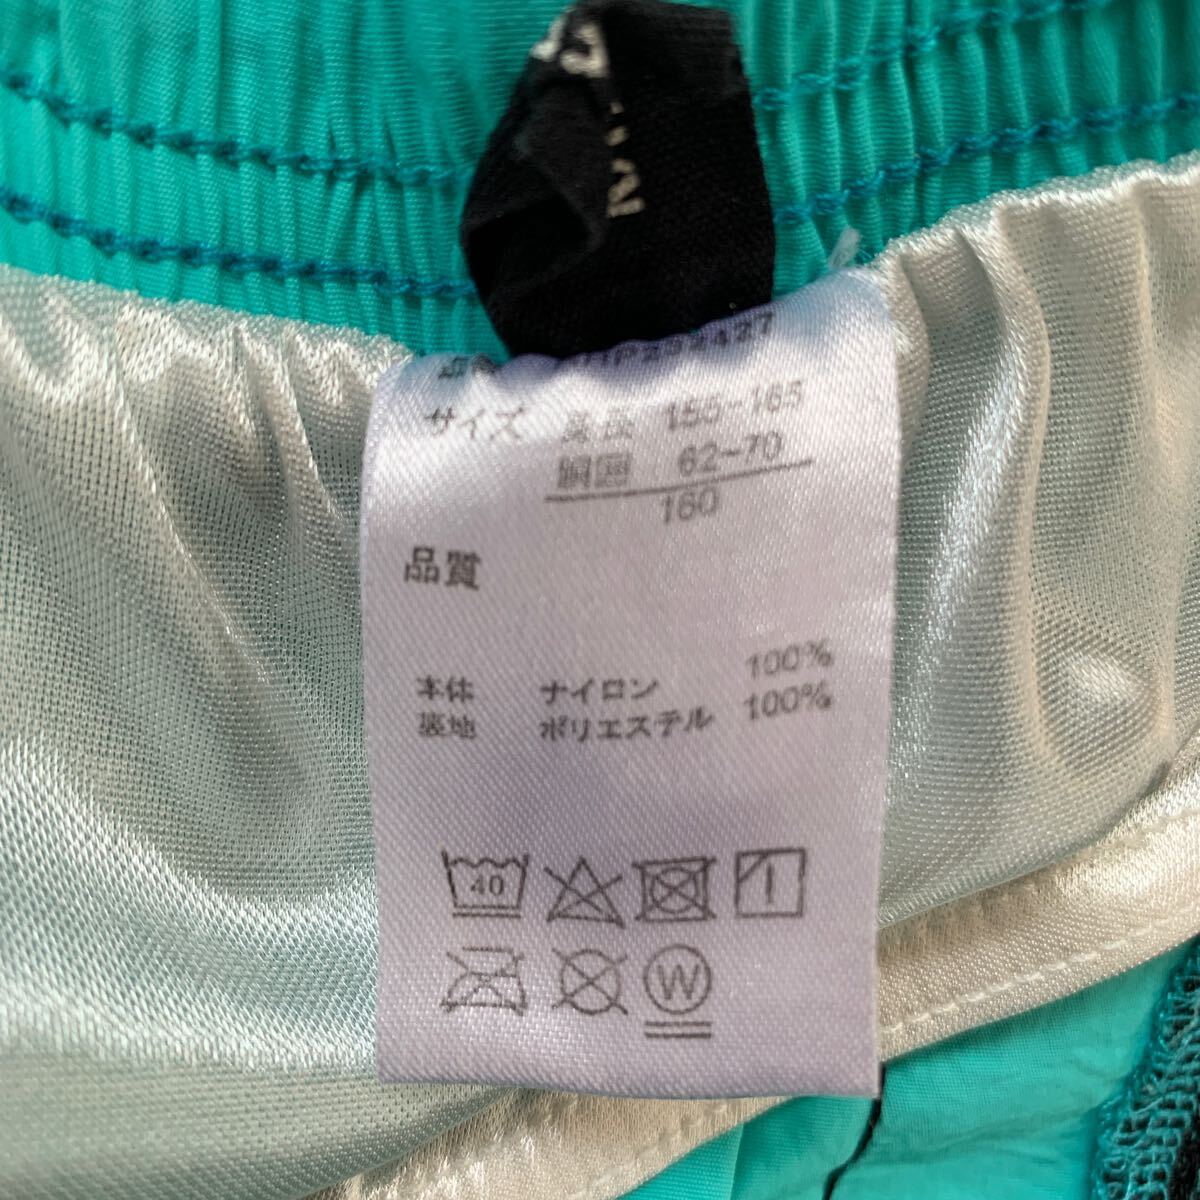 サイズ 身長 155~165
胴囲 62~70
160
品質
本体 ナイロン 100%
裏地 ポリエステル 100%
40
W